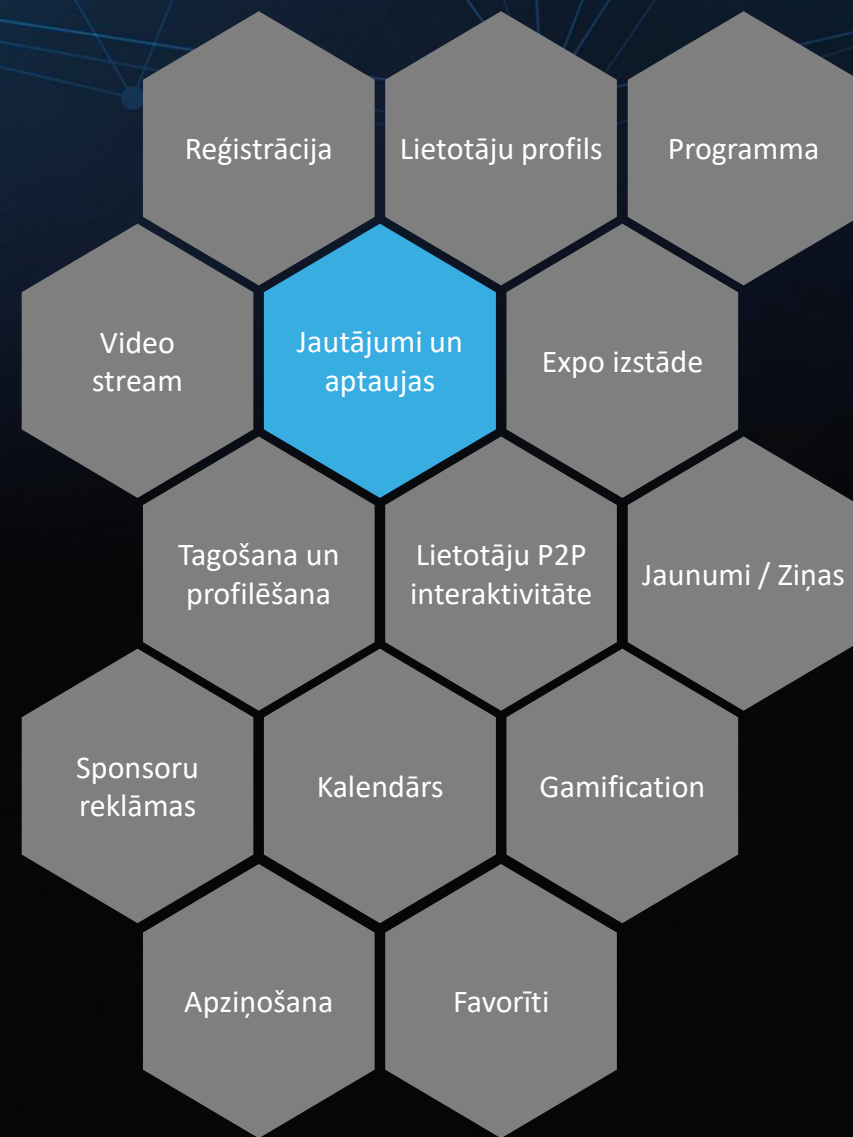 Reģistrācija
Lietotāju profils
Programma
Video
stream
Jautājumi un
aptaujas
Expo izstāde
Tagošana un
profilēšana
Lietotāju P2P
interaktivitāte
Jaunumi / Ziņas
Sponsoru
reklāmas
Kalendārs
Gamification
Apziņošana
Favorīti